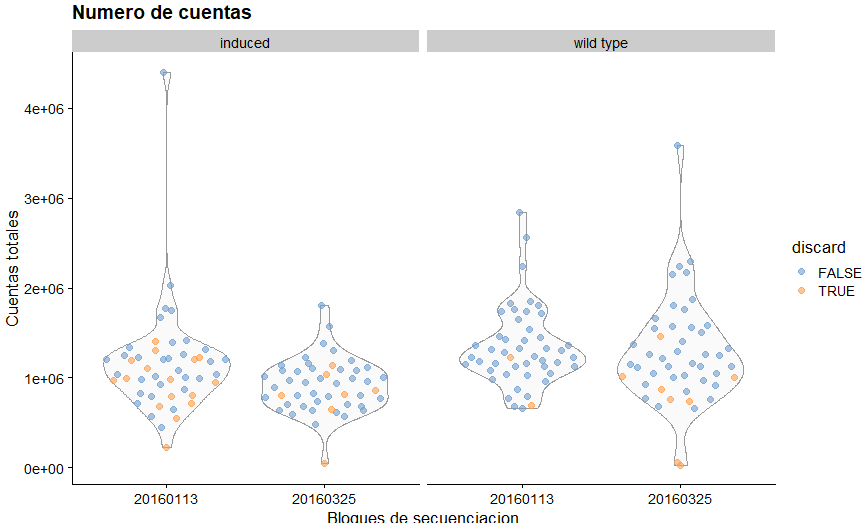 Numero de cuentas
induced
wild type
Cuentas totales
4e+06
3e+06
2e+06
1e+06
0e+00
20160113
20160325
20160113
20160325
Bloques de secuenciacion
discard
FALSE
TRUE